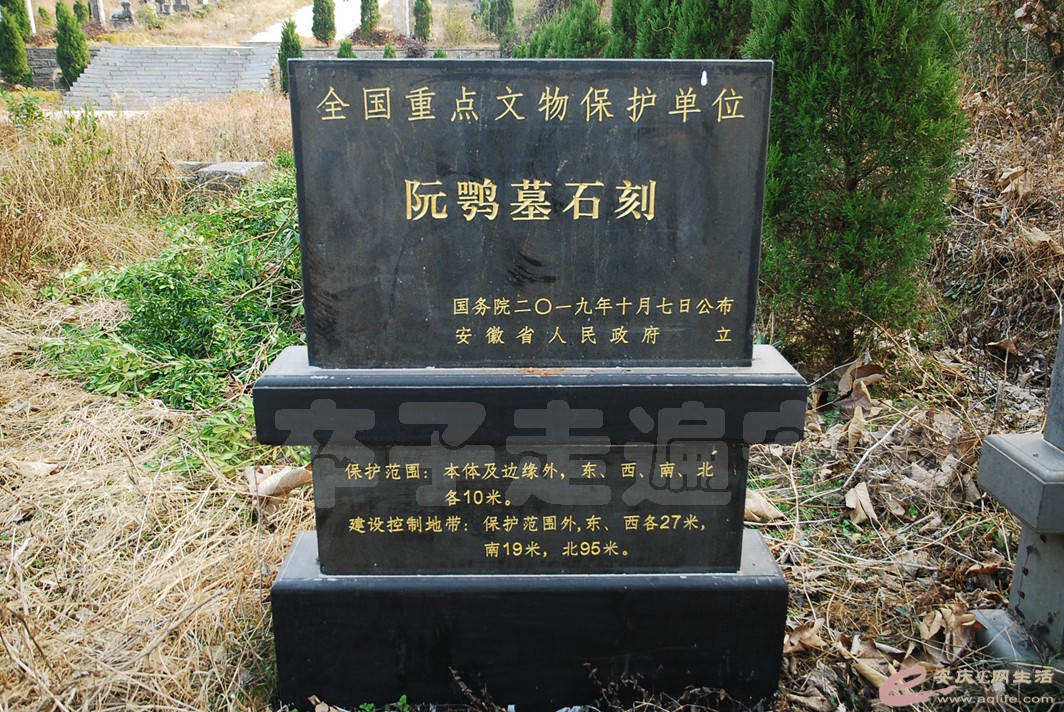 全国重点文物保护单位
阮鹗墓石刻
国务院二〇一九年十月七日公布
安徽省人民政府 立
保护范围：本体及边缘外，东、西、南、北
各10米。
建设控制地带：保护范围外，东、西各27米，
南19米，北95米。
子走遍安
安庆E网生活
www.aqlife.com